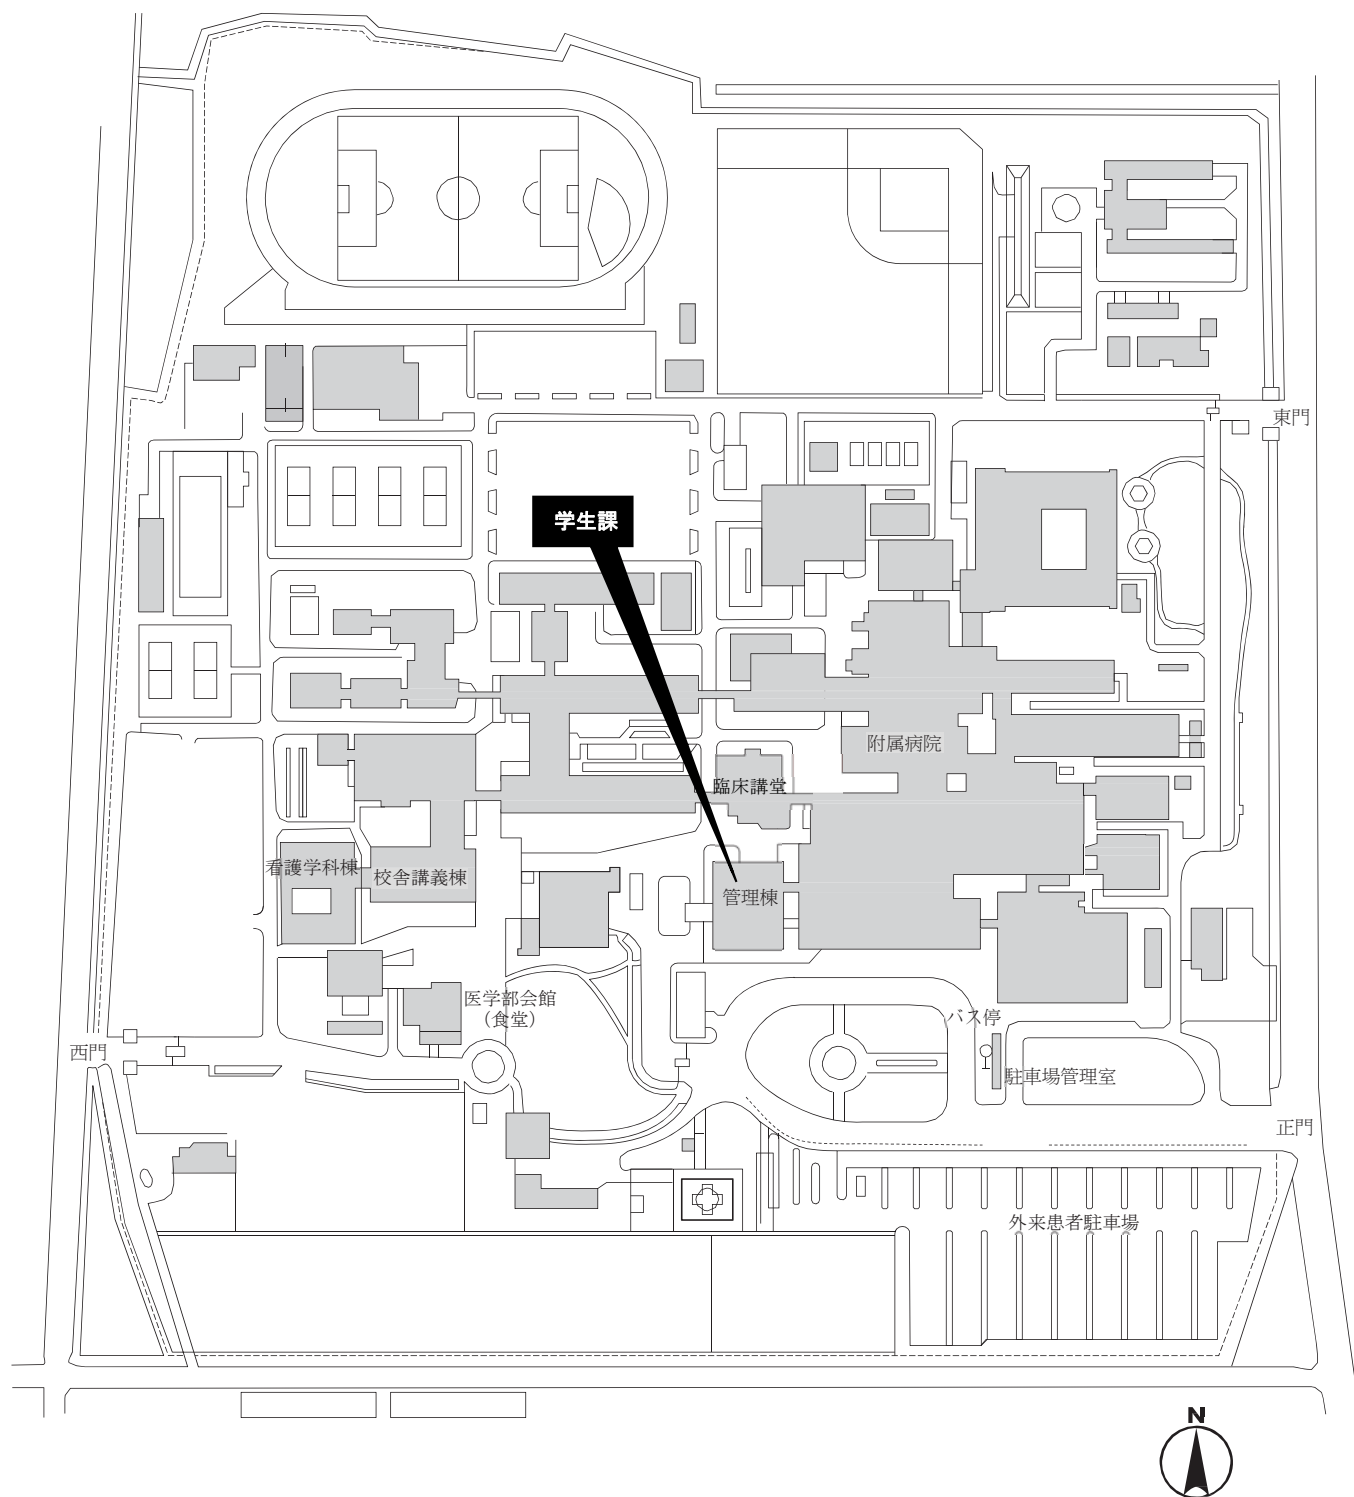 東門
学生課
附属病院
臨床講堂
看護学科棟
校舎講義棟
管理棟
医学部会館
（食堂）
バス停
西門
駐車場管理室
正門
外来患者駐車場
N